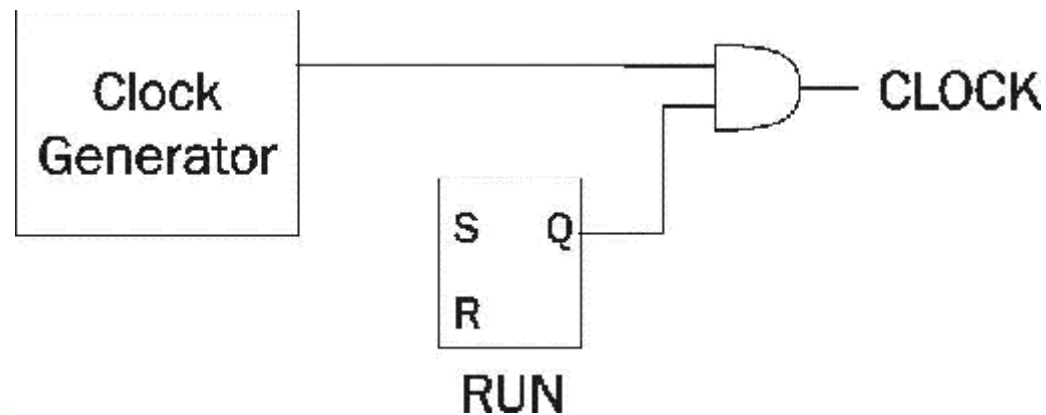 Clock
Generator
CLOCK
S Q
R
RUN